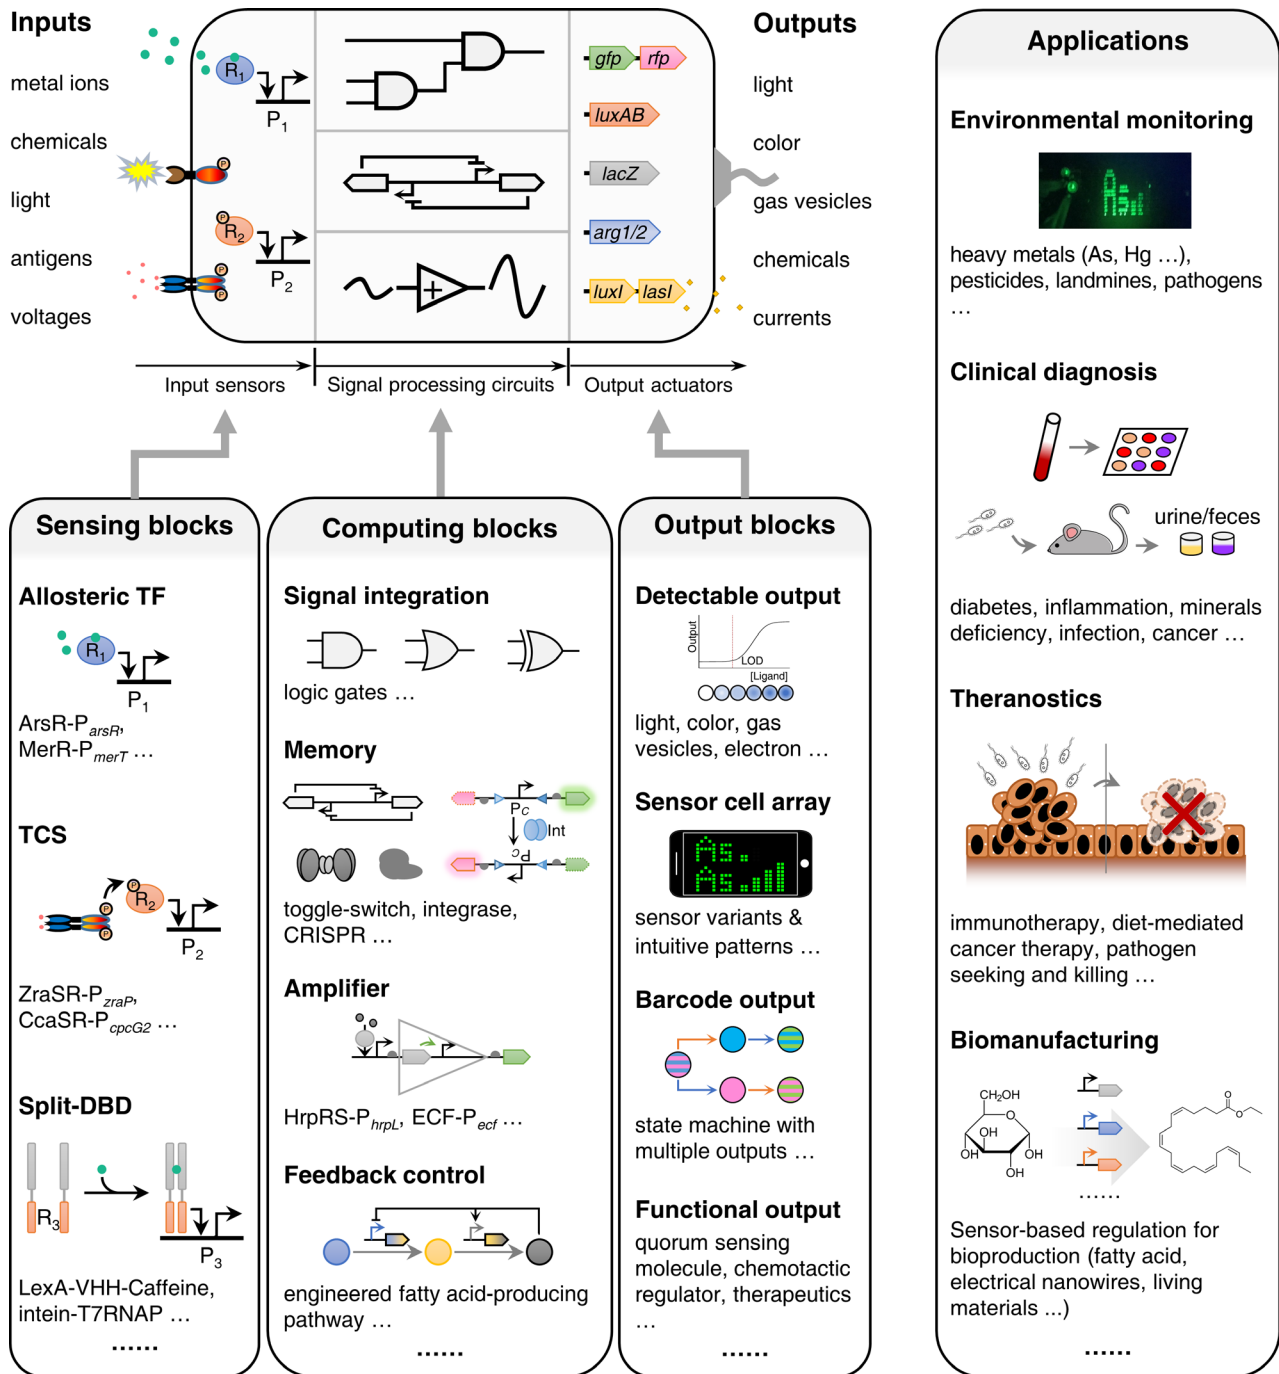 Inputs
metal ions
chemicals
light
antigens
voltages
R1
P1
P
P
R2
P2
P
P
gfp rfp
luxAB
lacZ
arg1/2
luxI lasI
Outputs
light
color
gas vesicles
chemicals
currents
Input sensors
Signal processing circuits
Output actuators
Sensing blocks
Allosteric TF
R1
P1
ArsR-ParsR,
MerR-PmerT …
TCS
P
P
P
R2
P2
ZraSR-PzraP,
CcaSR-PcpcG2 …
Split-DBD
R3
P3
LexA-VHH-Caffeine,
intein-T7RNAP …
……
Computing blocks
Signal integration
logic gates …
Memory
PC
Int
PC
toggle-switch, integrase,
CRISPR …
Amplifier
HrpRS-PhrpL, ECF-Pecf …
Feedback control
engineered fatty acid-producing
pathway …
……
Output blocks
Detectable output
Output
LOD
[Ligand]
light, color, gas
vesicles, electron …
Sensor cell array
As.
As.
sensor variants &
intuitive patterns …
Barcode output
state machine with
multiple outputs …
Functional output
quorum sensing
molecule, chemotactic
regulator, therapeutics
…
……
Applications
Environmental monitoring
As.
heavy metals (As, Hg …),
pesticides, landmines, pathogens
…
Clinical diagnosis
urine/feces
diabetes, inflammation, minerals
deficiency, infection, cancer …
Theranostics
immunotherapy, diet-mediated
cancer therapy, pathogen
seeking and killing …
Biomanufacturing
CH2OH
O
OH
OH
OH
OH
O
O
……
Sensor-based regulation for
bioproduction (fatty acid,
electrical nanowires, living
materials ...)
……